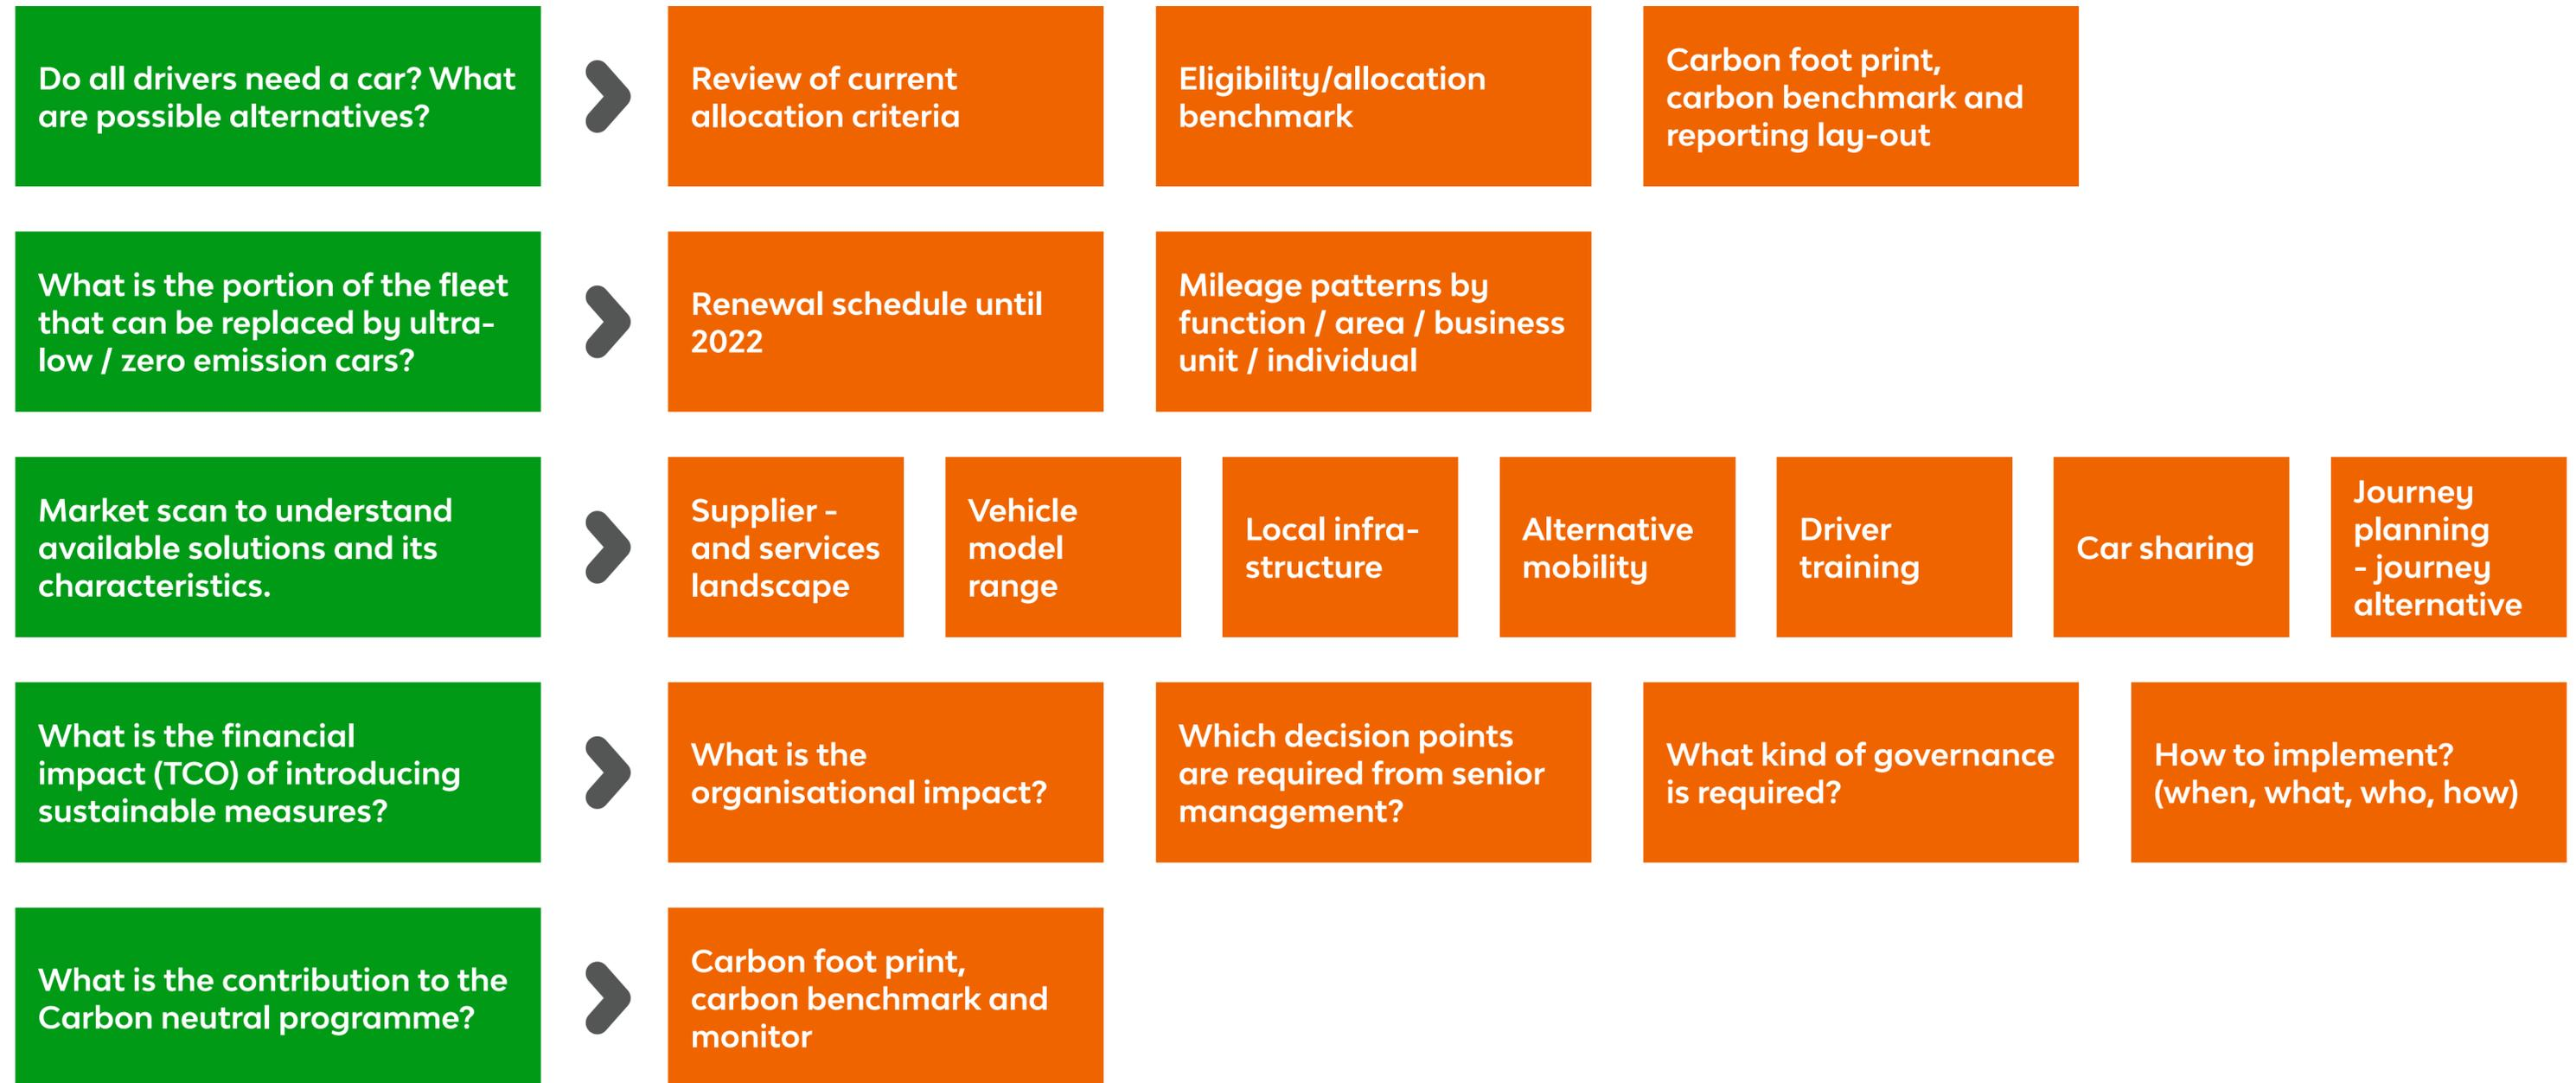 Do all drivers need a car? What
are possible alternatives?
Review of current
allocation criteria
Eligibility/allocation
benchmark
Carbon foot print,
carbon benchmark and
reporting lay-out
What is the portion of the fleet
that can be replaced by ultra-
low / zero emission cars?
Renewal schedule until
2022
Mileage patterns by
function / area / business
unit / individual
Market scan to understand
available solutions and its
characteristics.
Supplier -
and services
landscape
Vehicle
model
range
Local infra-
structure
Alternative
mobility
Driver
training
Car sharing
Journey
planning
- journey
alternative
What is the financial
impact (TCO) of introducing
sustainable measures?
What is the
organisational impact?
Which decision points
are required from senior
management?
What kind of governance
is required?
How to implement?
(when, what, who, how)
What is the contribution to the
Carbon neutral programme?
Carbon foot print,
carbon benchmark and
monitor